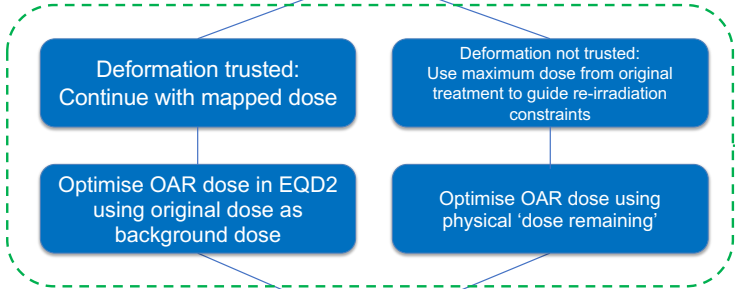 Deformation trusted:
Continue with mapped dose
Deformation not trusted:
Use maximum dose from original
treatment to guide re-irradiation
constraints
Optimise OAR dose in EQD2
using original dose as
background dose
Optimise OAR dose using
physical ‘dose remaining’